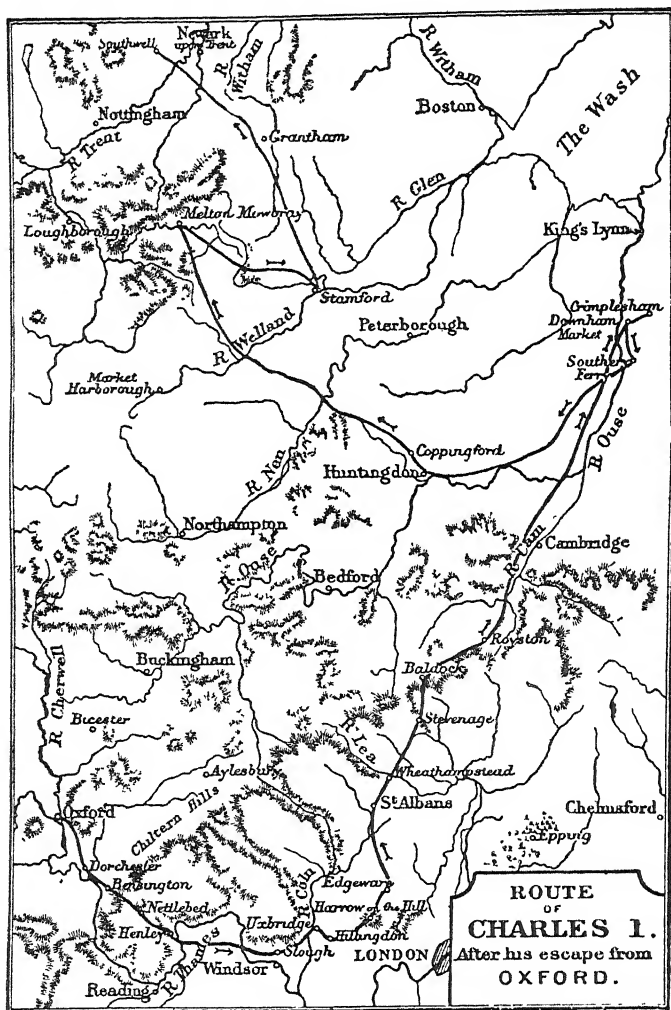 Southwell
Newark
upon Trent
R Witham
R Witham
Nottingham
Boston
The Wash
R Trent
Grantham
R Glen
Melton Mowbray
Loughborough
King's Lynn
Stamford
Crimplesham
Downham
Market
Peterborough
R Welland
Souther
Ferry
Market
Harborough
Coppingford
R Ouse
Huntingdon
R Nen
Northampton
R Ouse
R Cam
Cambridge
Bedford
Royston
Buckingham
Baldock
R Cherwell
Bicester
Stevenage
R Lea
Aylesbury
Wheathampstead
Oxford
Chiltern Hills
St Albans
Chelmsford
Epping
Dorchester
Bensington
Edgeware
Nettlebed
R Coln
Harrow of the Hill
Henley
Uxbridge
Hillingdon
R Thames
Slough
LONDON
Windsor
Reading
ROUTE
OF
CHARLES I.
After his escape from
OXFORD.